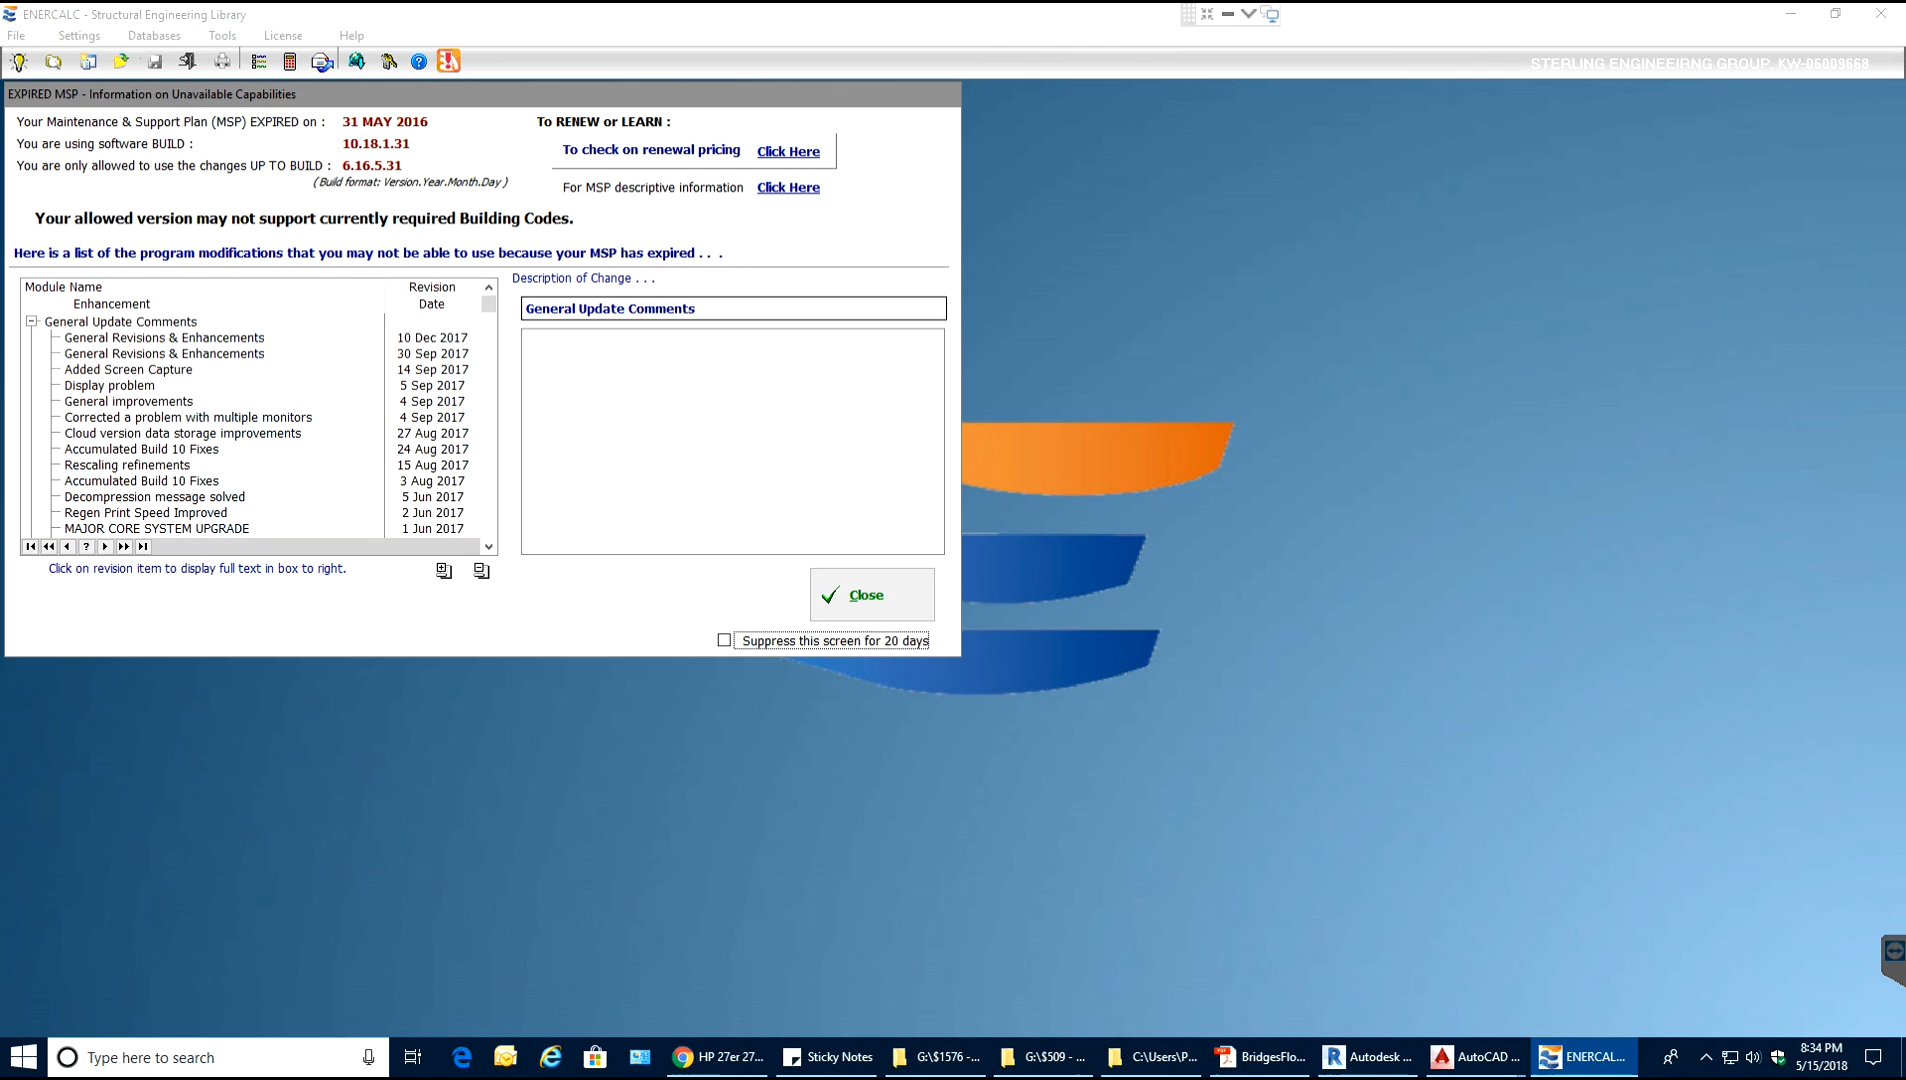 ENERCALC - Structural Engineering Library
File Settings Databases Tools License Help
STERLING ENGINEEIRNG GROUP, KW-06009668
EXPIRED MSP - Information on Unavailable Capabilities
Your Maintenance & Support Plan (MSP) EXPIRED on : 31 MAY 2016
To RENEW or LEARN :
You are using software BUILD : 10.18.1.31
To check on renewal pricing Click Here
You are only allowed to use the changes UP TO BUILD : 6.16.5.31
( Build format: Version.Year.Month.Day )
For MSP descriptive information Click Here
Your allowed version may not support currently required Building Codes.
Here is a list of the program modifications that you may not be able to use because your MSP has expired . . .
Description of Change . . .
Module Name Revision
Enhancement Date
General Update Comments
General Update Comments
General Revisions & Enhancements 10 Dec 2017
General Revisions & Enhancements 30 Sep 2017
Added Screen Capture 14 Sep 2017
Display problem 5 Sep 2017
General improvements 4 Sep 2017
Corrected a problem with multiple monitors 4 Sep 2017
Cloud version data storage improvements 27 Aug 2017
Accumulated Build 10 Fixes 24 Aug 2017
Rescaling refinements 15 Aug 2017
Accumulated Build 10 Fixes 3 Aug 2017
Decompression message solved 5 Jun 2017
Regen Print Speed Improved 2 Jun 2017
MAJOR CORE SYSTEM UPGRADE 1 Jun 2017
Click on revision item to display full text in box to right.
Close
Suppress this screen for 20 days
Type here to search
HP 27er 27...
Sticky Notes
G:\$1576 -...
G:\$509 - ...
C:\Users\P...
BridgesFlo...
Autodesk ...
AutoCAD ...
ENERCAL...
8:34 PM
5/15/2018